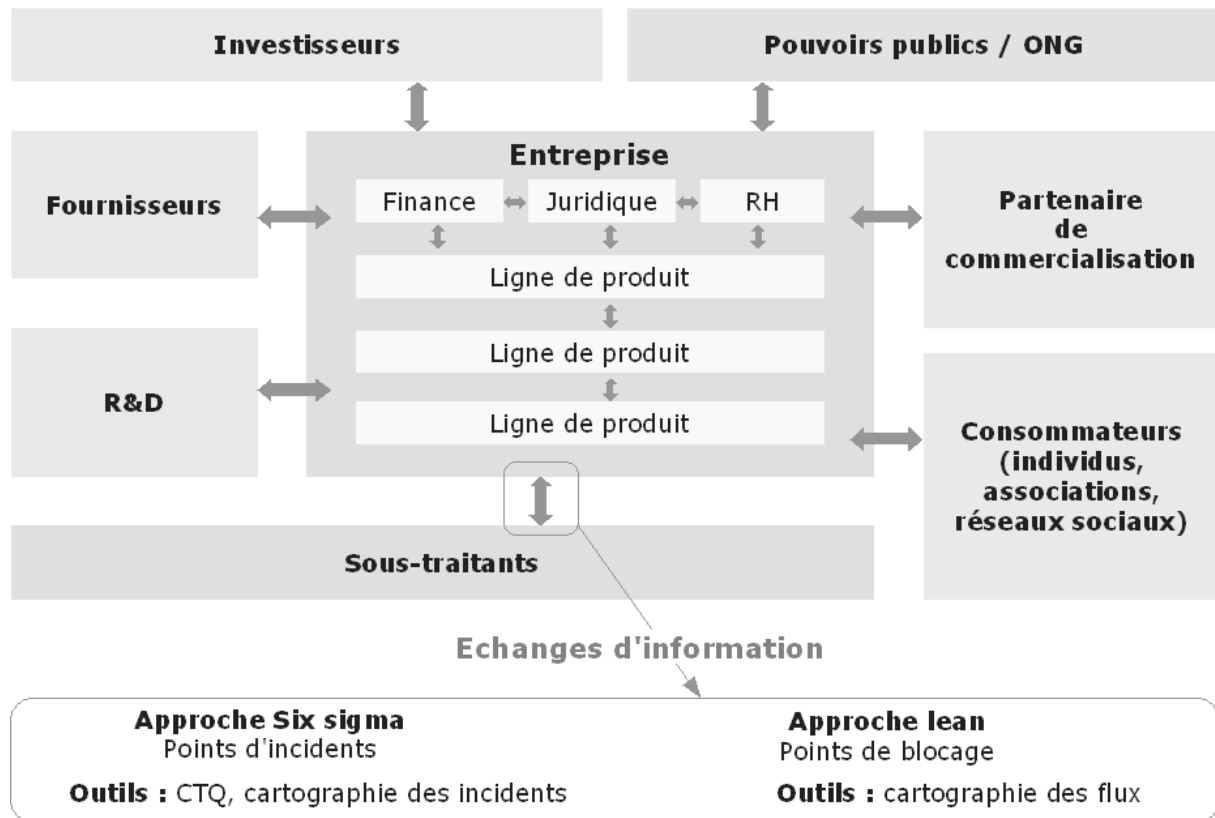 Investisseurs
Pouvoirs publics / ONG
Fournisseurs
Entreprise
Finance
Juridique
RH
Ligne de produit
Ligne de produit
Ligne de produit
Partenaire
de
commercialisation
R&D
Consommateurs
(individus,
associations,
réseaux sociaux)
Sous-traitants
Echanges d'information
Approche Six sigma
Points d'incidents
Outils : CTQ, cartographie des incidents
Approche lean
Points de blocage
Outils : cartographie des flux